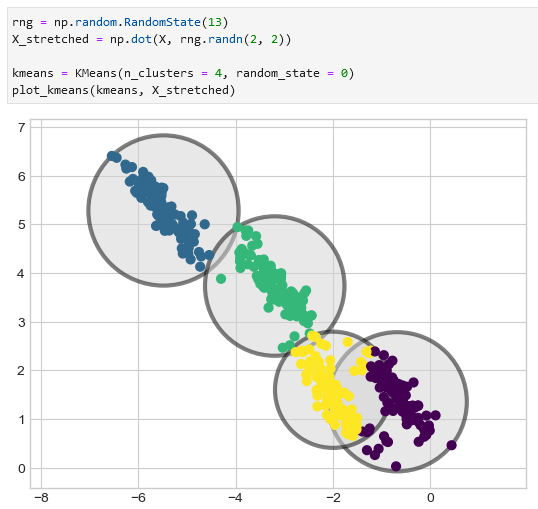 rng = np.random.RandomState(13)
X_stretched = np.dot(X, rng.randn(2, 2))
kmeans = KMeans(n_clusters = 4, random_state = 0)
plot_kmeans(kmeans, X_stretched)
7
6
5
4
3
2
1
0
−8 −6 −4 −2 0